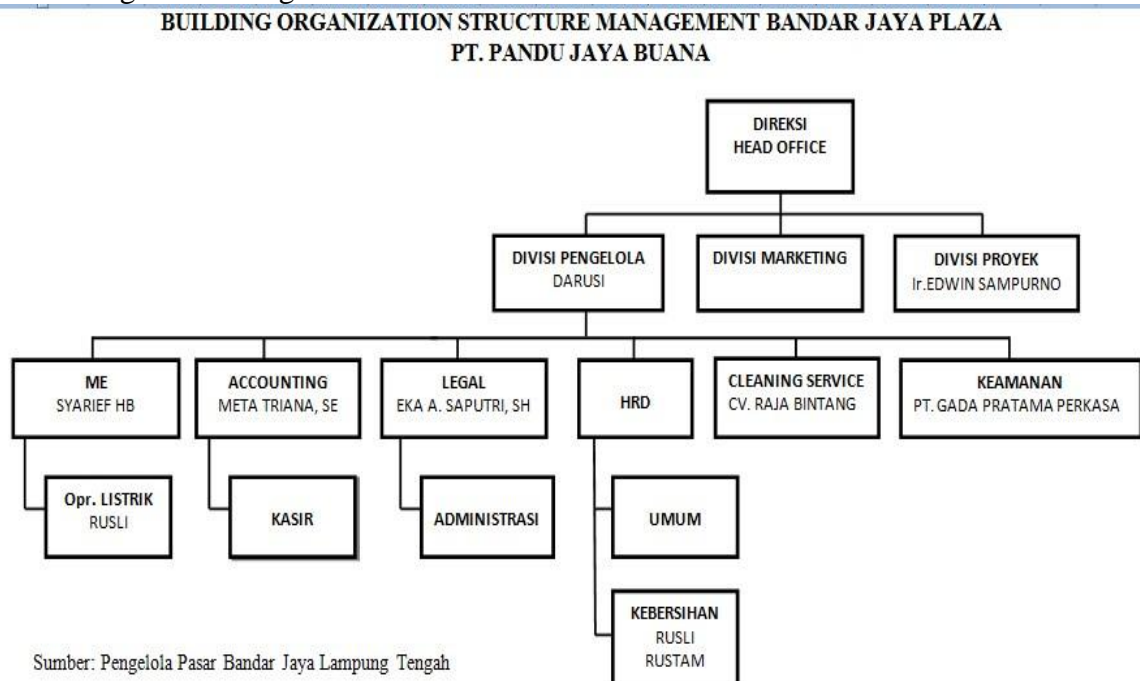 BUILDING ORGANIZATION STRUCTURE MANAGEMENT BANDAR JAYA PLAZA
PT. PANDU JAYA BUANA
DIREKSI
HEAD OFFICE
DIVISI PENGELOLA
DARUSI
DIVISI MARKETING
DIVISI PROYEK
Ir.EDWIN SAMPURNO
ME
SYARIEF HB
ACCOUNTING
META TRIANA, SE
LEGAL
EKA A. SAPUTRI, SH
HRD
CLEANING SERVICE
CV. RAJA BINTANG
KEAMANAN
PT. GADA PRATAMA PERKASA
Opr. LISTRIK
RUSLI
KASIR
ADMINISTRASI
UMUM
KEBERSIHAN
RUSLI
RUSTAM
Sumber: Pengelola Pasar Bandar Jaya Lampung Tengah